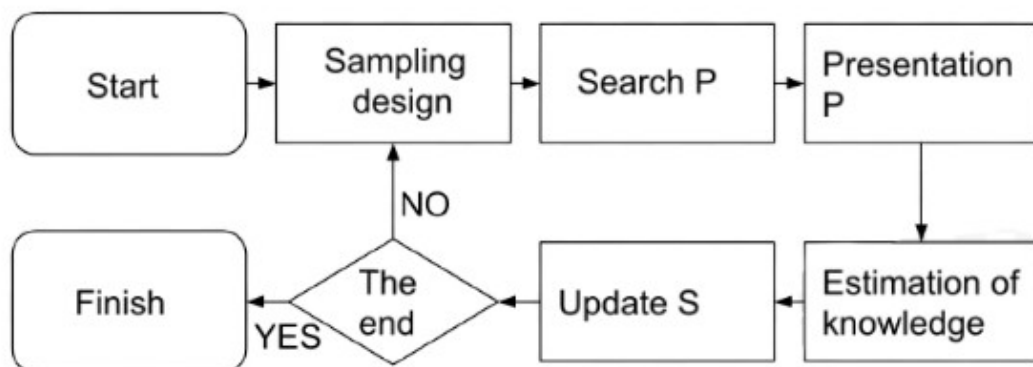 Start
Sampling
design
Search P
Presentation
P
NO
Finish
YES
The
end
Update S
Estimation of
knowledge